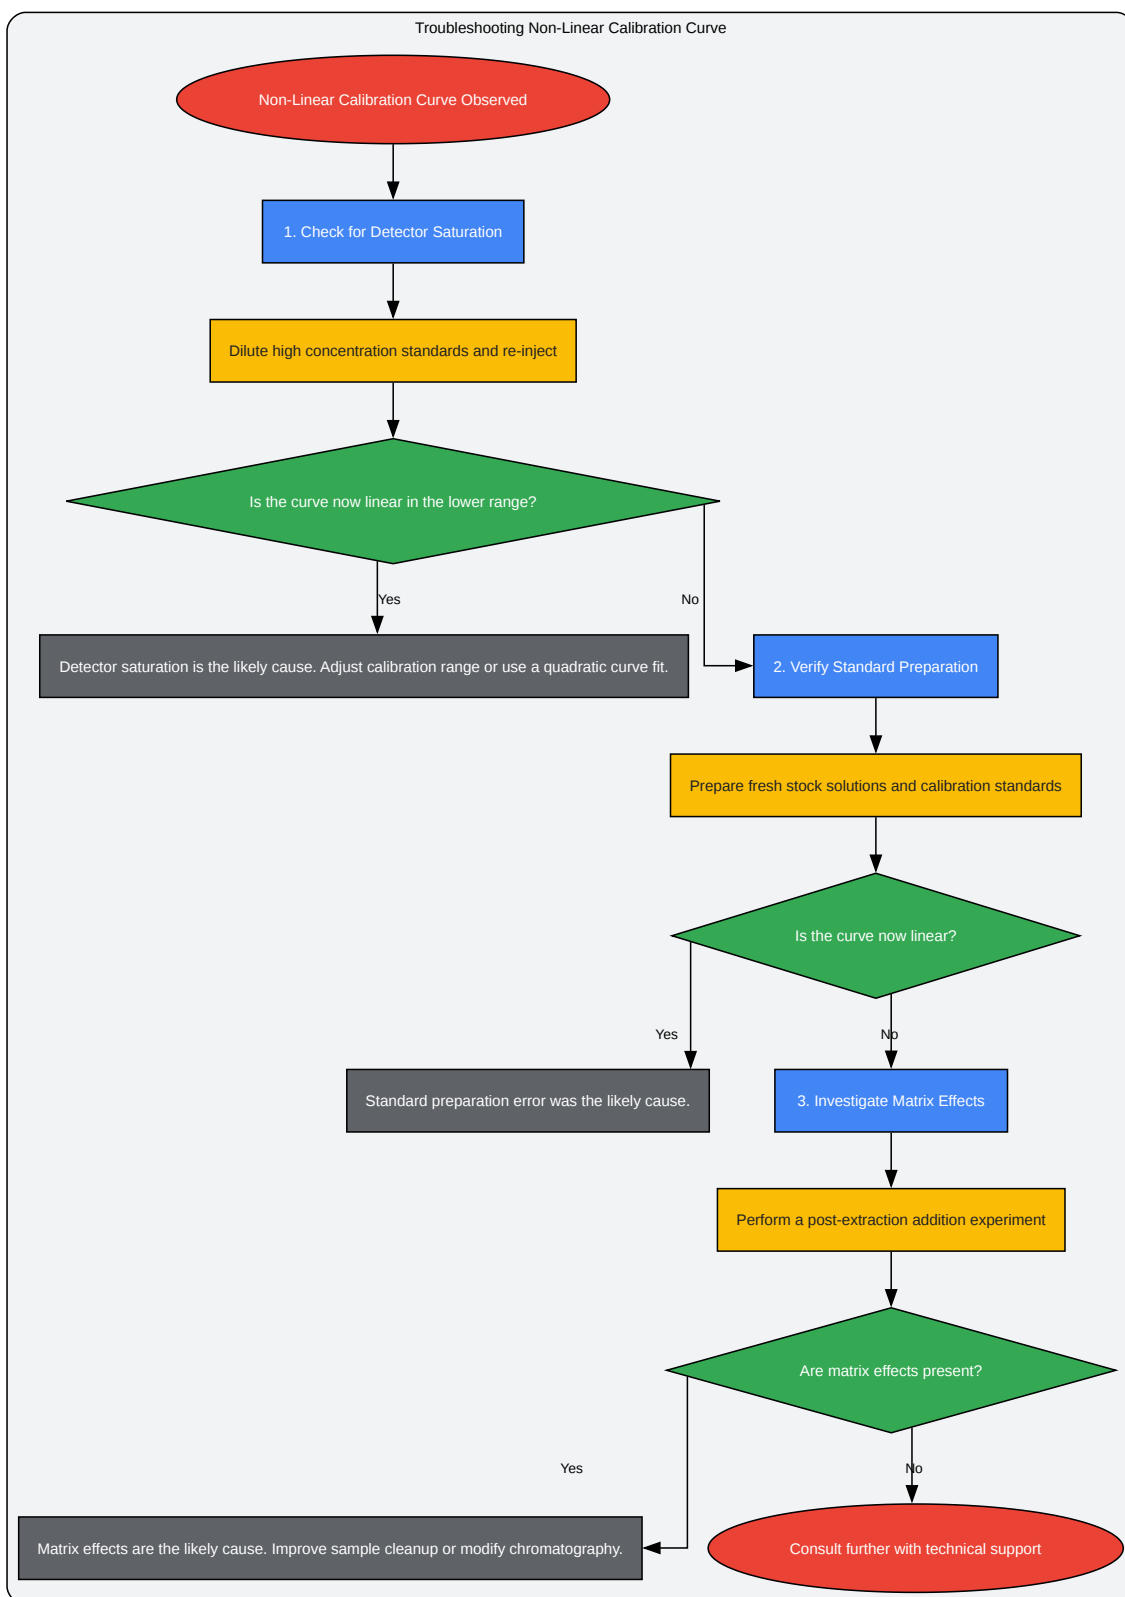 Troubleshooting Non-Linear Calibration Curve
Non-Linear Calibration Curve Observed
1. Check for Detector Saturation
Dilute high concentration standards and re-inject
Is the curve now linear in the lower range?
Yes
No
Detector saturation is the likely cause. Adjust calibration range or use a quadratic curve fit.
2. Verify Standard Preparation
Prepare fresh stock solutions and calibration standards
Is the curve now linear?
Yes
No
Standard preparation error was the likely cause.
3. Investigate Matrix Effects
Perform a post-extraction addition experiment
Are matrix effects present?
Yes
No
Matrix effects are the likely cause. Improve sample cleanup or modify chromatography.
Consult further with technical support